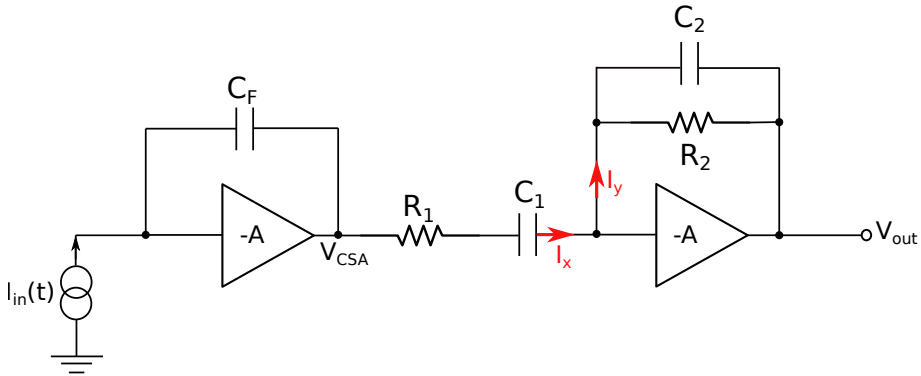 C2
CF
R2
Iy
C1
R1
-A
-A
VCSA
Ix
Vout
Iin(t)